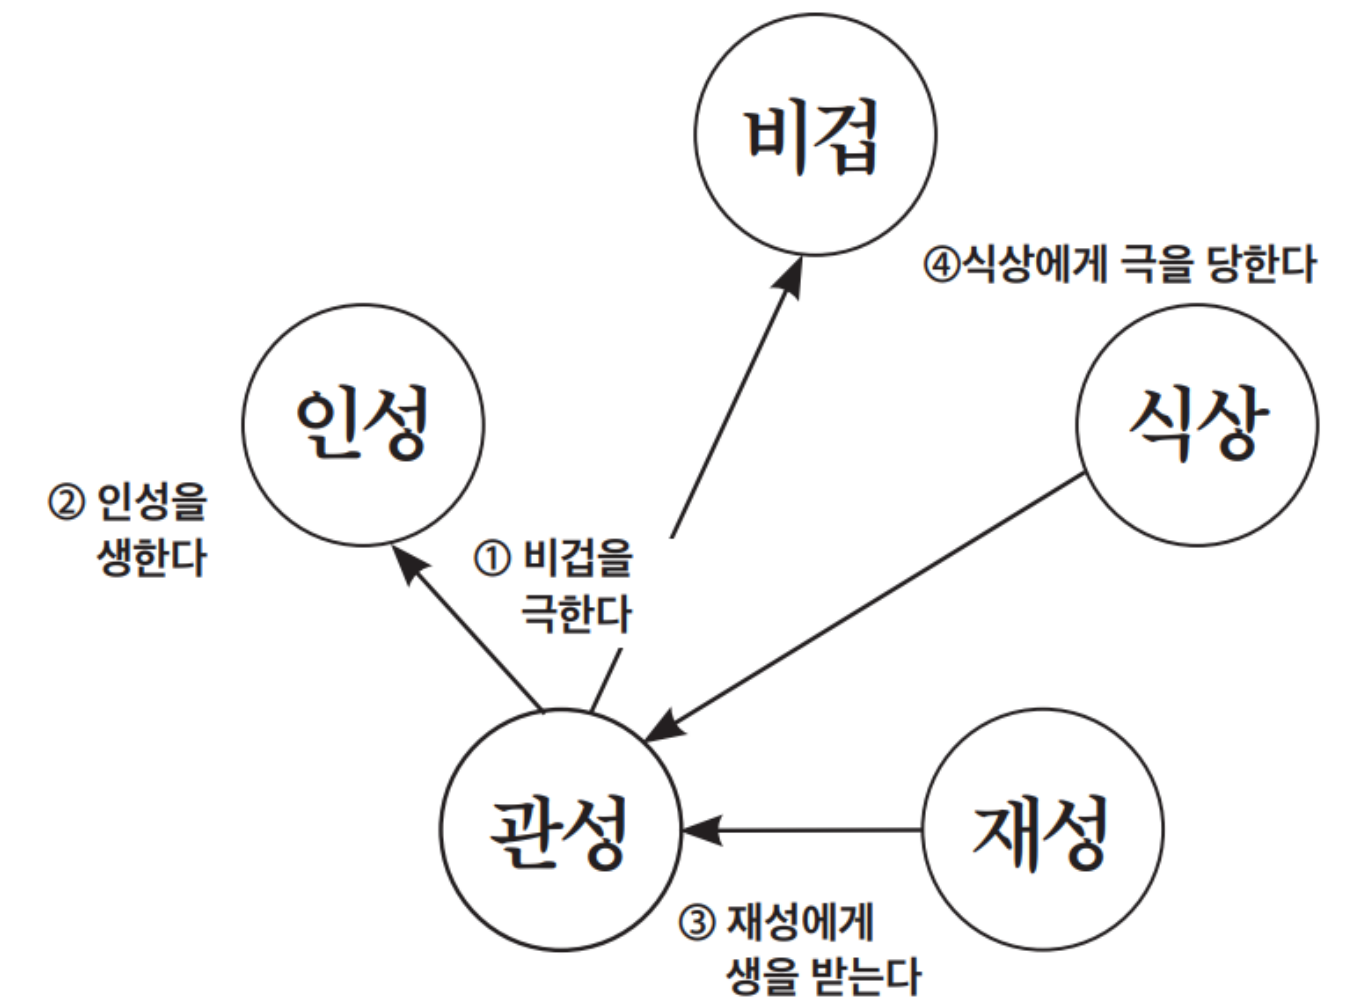 비겁
④식상에게 극을 당한다
인성
식상
② 인성을
생한다
① 비겁을
극한다
관성
재성
③ 재성에게
생을 받는다